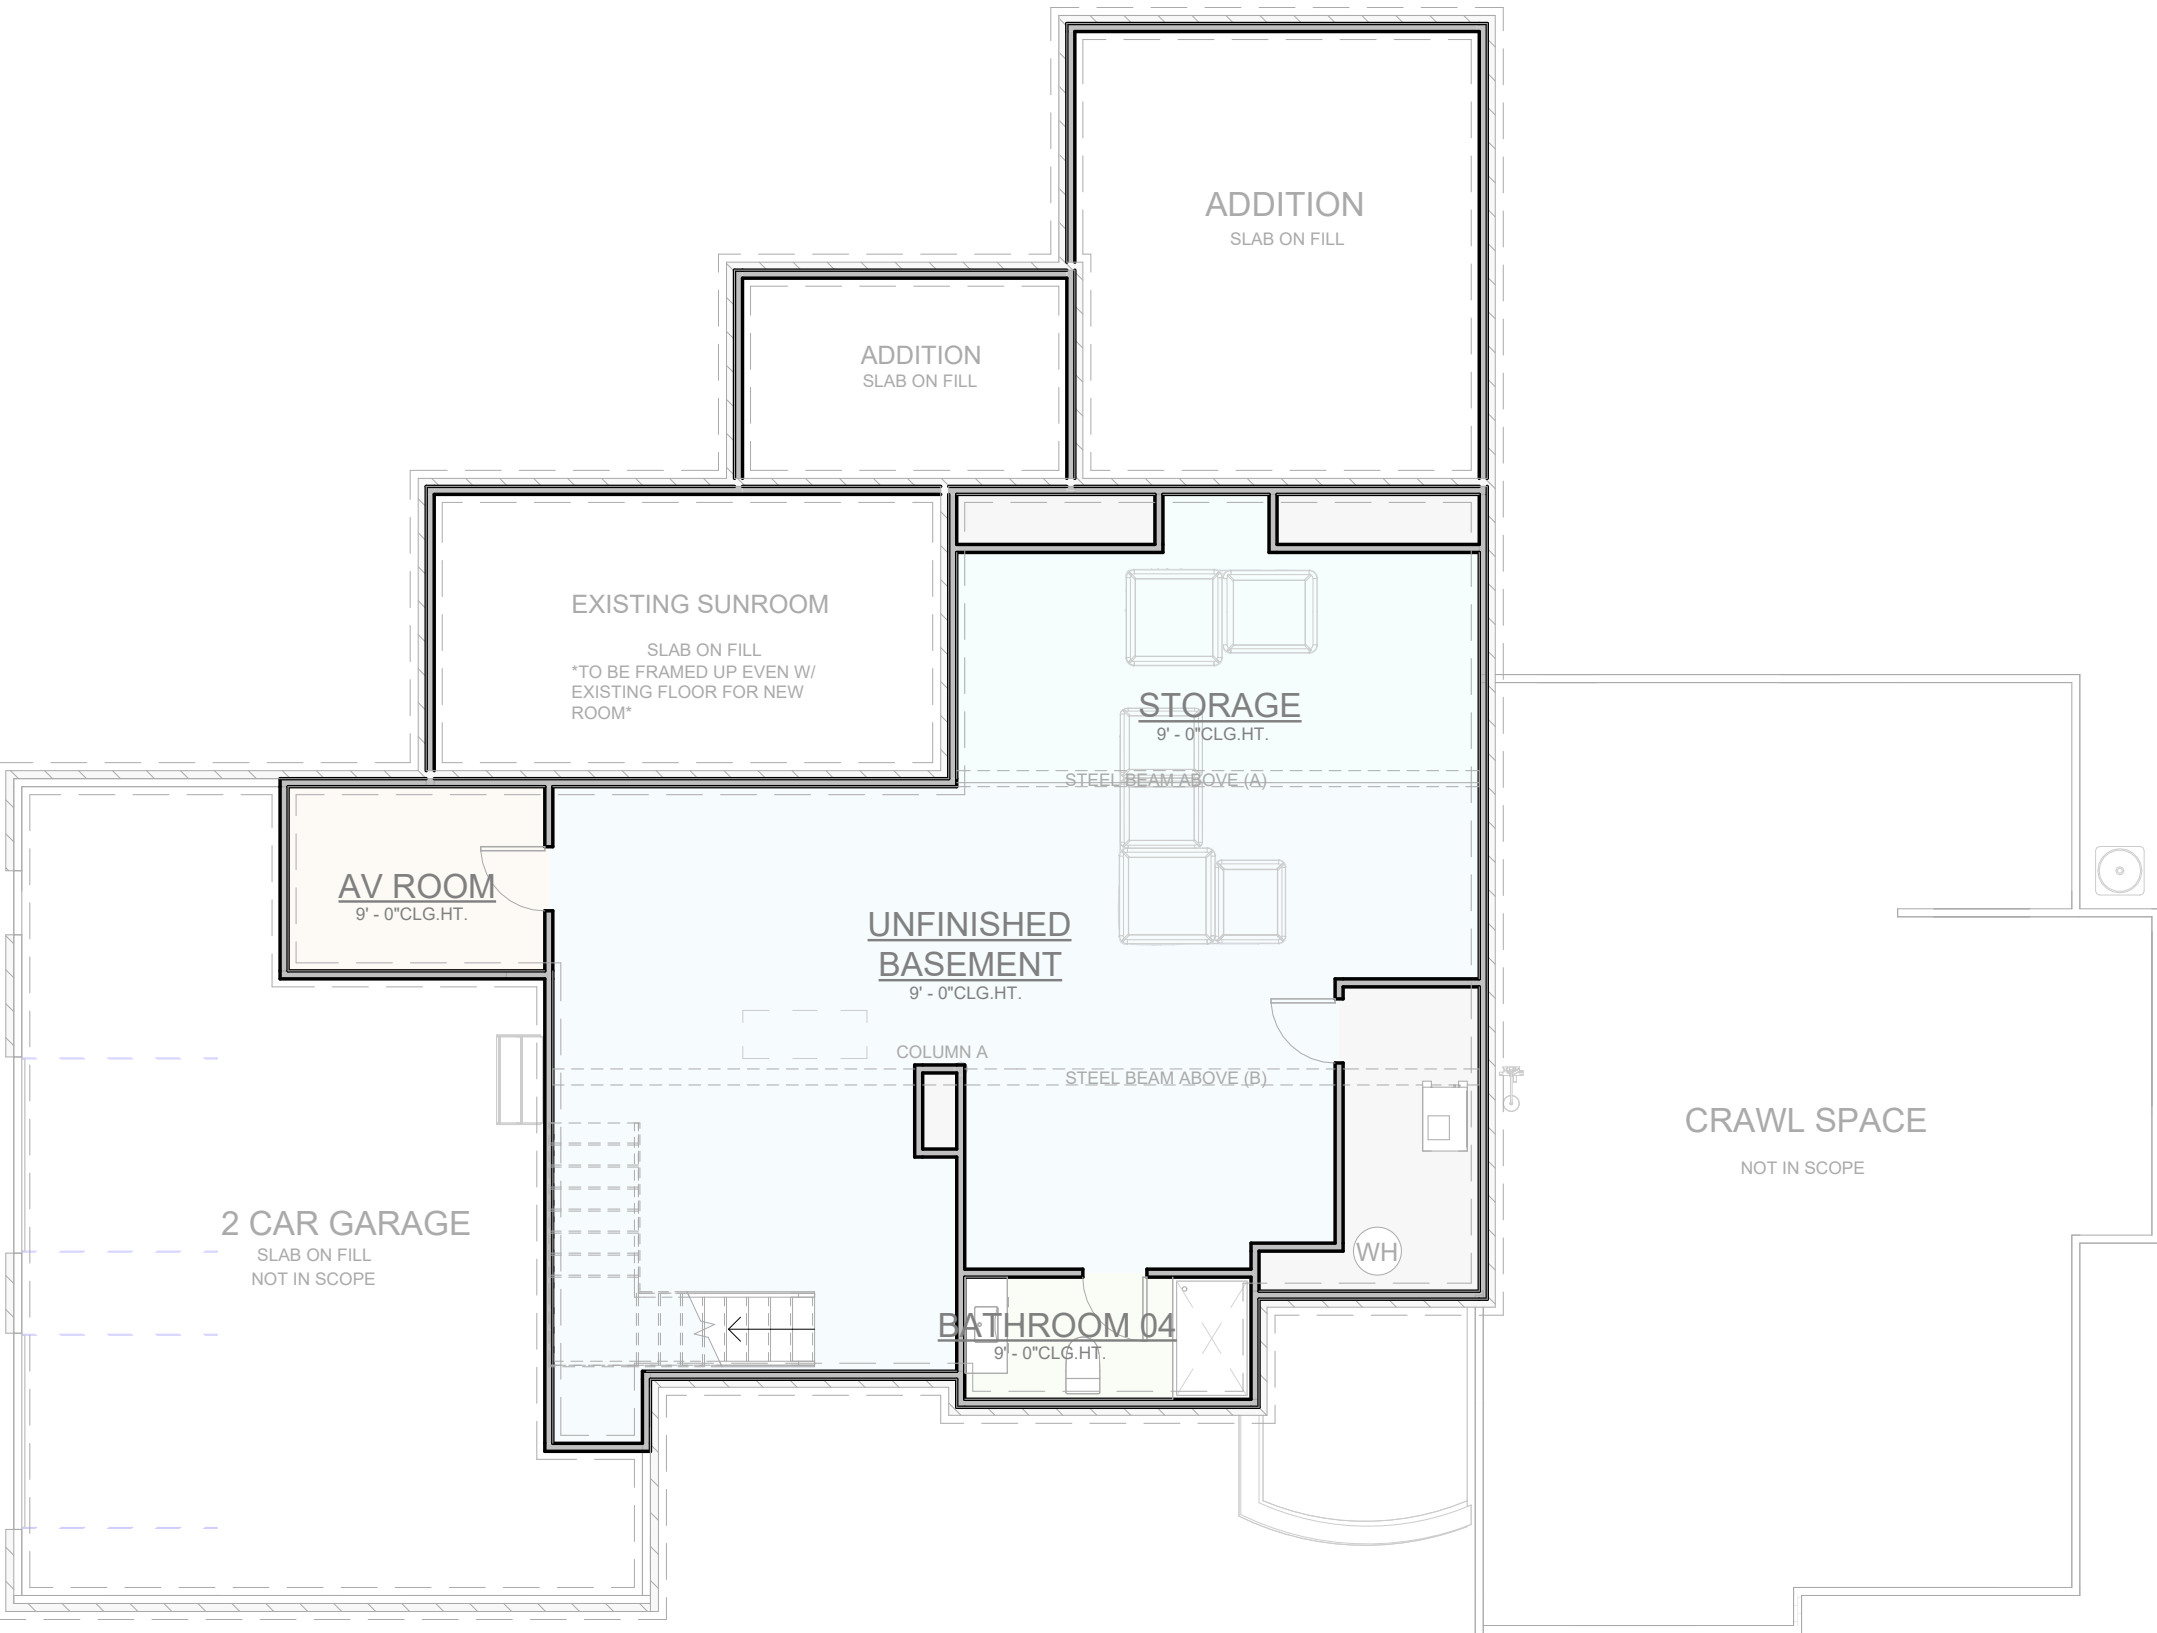 ADDITION
SLAB ON FILL
ADDITION
SLAB ON FILL
EXISTING SUNROOM
SLAB ON FILL
*TO BE FRAMED UP EVEN W/
EXISTING FLOOR FOR NEW
ROOM*
STORAGE
9' - 0"CLG.HT.
STEEL BEAM ABOVE (A)
AV ROOM
9' - 0"CLG.HT.
UNFINISHED
BASEMENT
9' - 0"CLG.HT.
COLUMN A
STEEL BEAM ABOVE (B)
CRAWL SPACE
NOT IN SCOPE
2 CAR GARAGE
SLAB ON FILL
NOT IN SCOPE
WH
BATHROOM 04
9' - 0"CLG.HT.